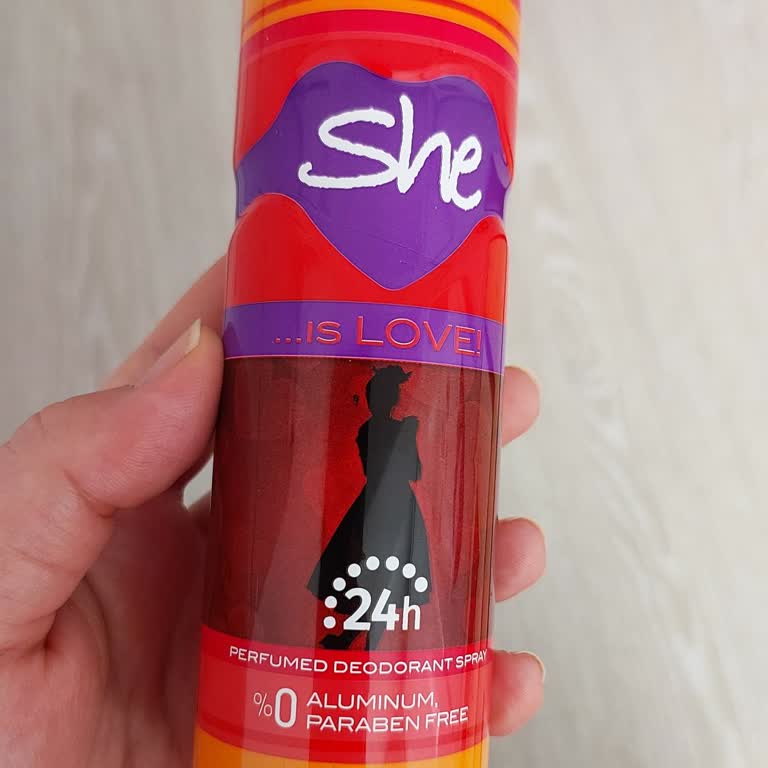 She
...is LOVE!
24h
PERFUMED DEODORANT SPRAY
%0 ALUMINUM,
PARABEN FREE